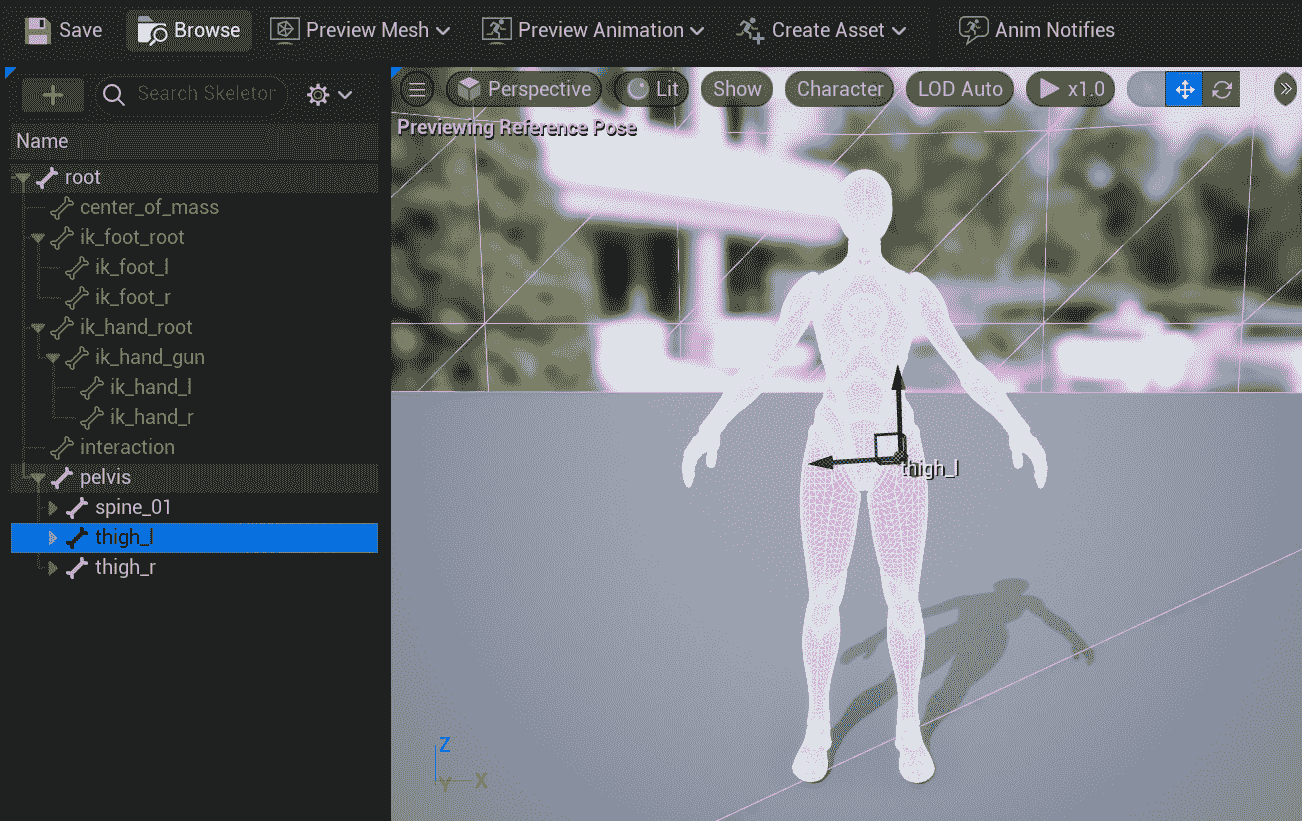 Save Browse Preview Mesh Preview Animation Create Asset Anim Notifies
Search Skeletor
Perspective Lit Show Character LOD Auto x1.0
Previewing Reference Pose
Name
root
center_of_mass
ik_foot_root
ik_foot_l
ik_foot_r
ik_hand_root
ik_hand_gun
ik_hand_l
ik_hand_r
interaction
pelvis
spine_01
thigh_l
thigh_r
thigh_l
Z
Y X